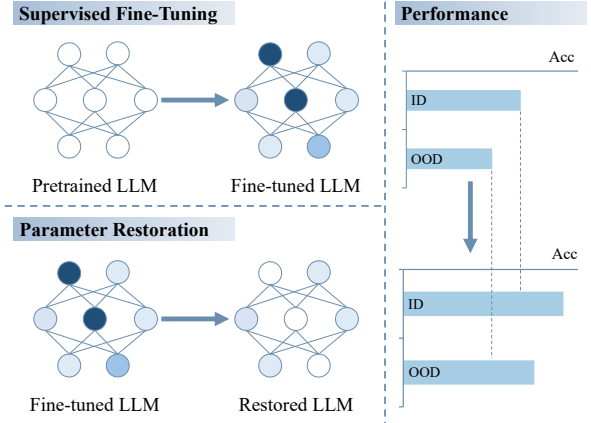 Supervised Fine-Tuning
Pretrained LLM
Fine-tuned LLM
Parameter Restoration
Fine-tuned LLM
Restored LLM
Performance
Acc
ID
OOD
Acc
ID
OOD